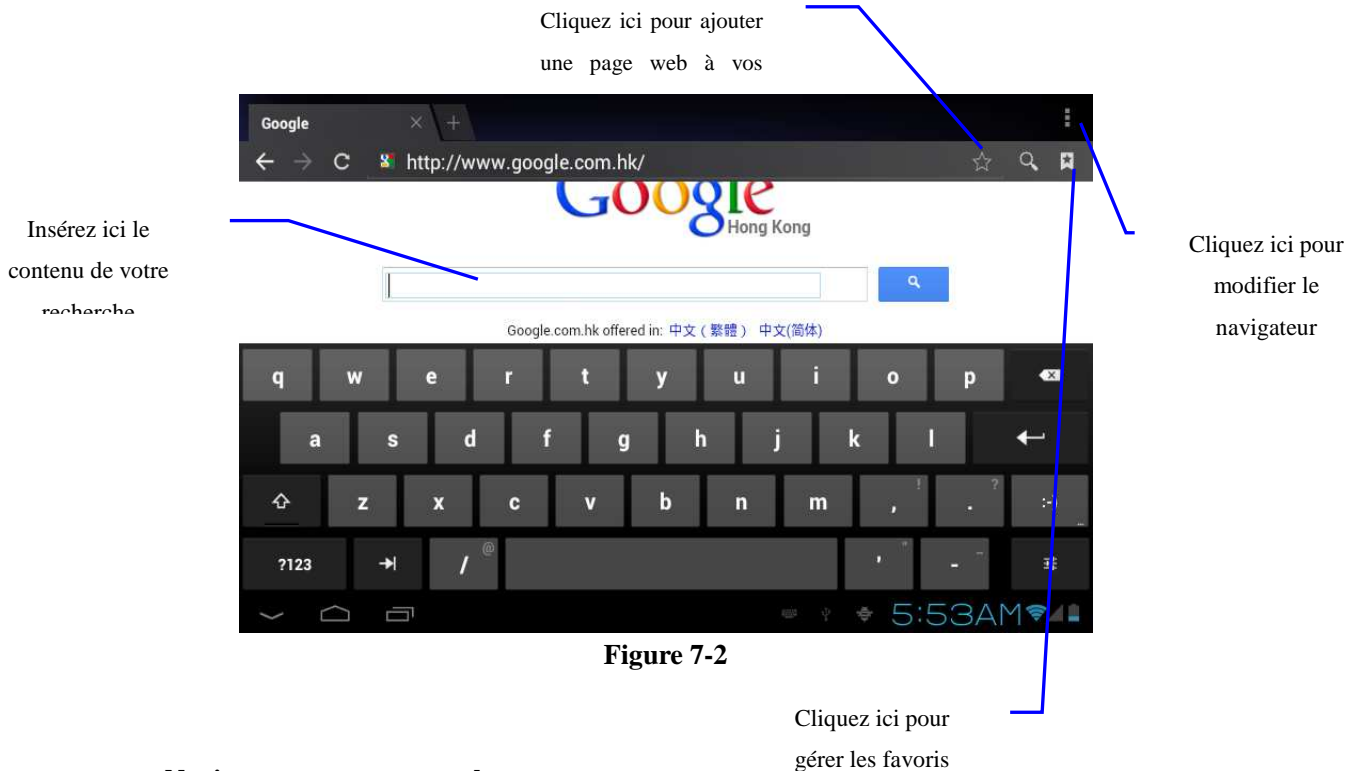 Cliquez ici pour ajouter
une page web à vos
Google
http://www.google.com.hk/
Google
Hong Kong
Insérez ici le
contenu de votre
recherche
Cliquez ici pour
modifier le
navigateur
Google.com.hk offered in: 中文（繁體） 中文(简体)
q w e r t y u i o p
a s d f g h j k l
z x c v b n m , ! . ? :-) ...
?123 / @ ' " - _
5:53AM
Figure 7-2
Cliquez ici pour
gérer les favoris